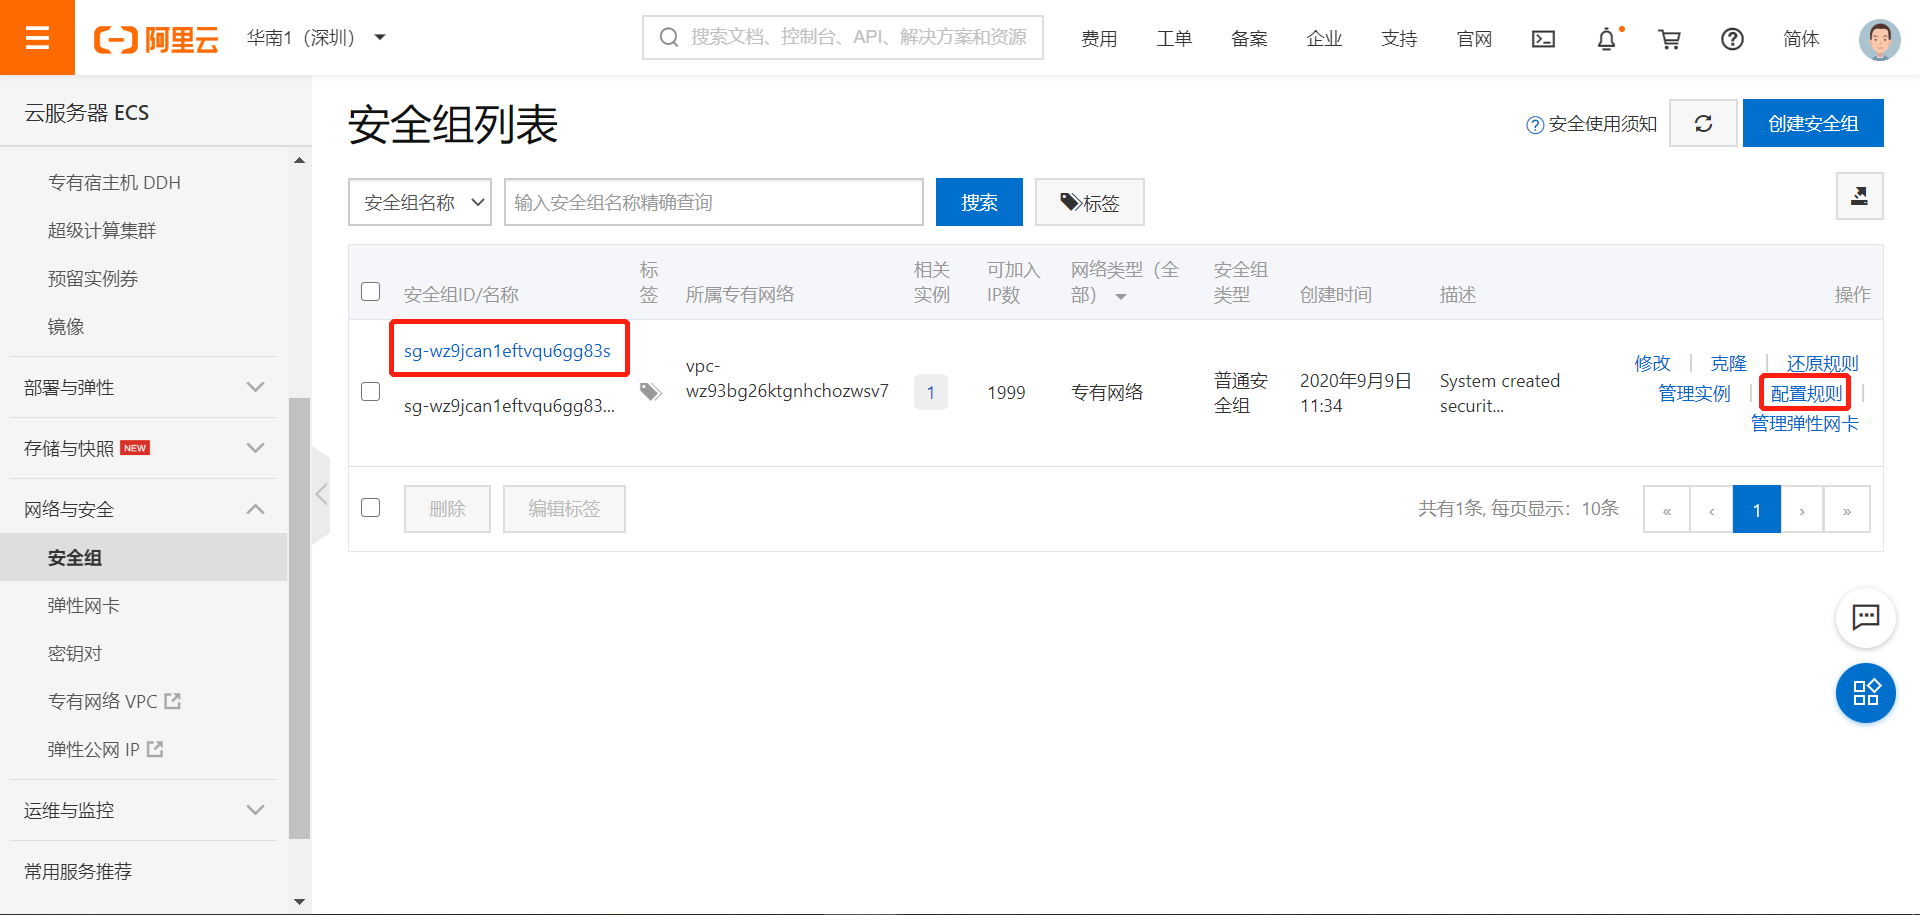 阿里云
华南1（深圳）
搜索文档、控制台、API、解决方案和资源
费用
工单
备案
企业
支持
官网
简体
云服务器 ECS
专有宿主机 DDH
超级计算集群
预留实例券
镜像
部署与弹性
存储与快照 NEW
网络与安全
安全组
弹性网卡
密钥对
专有网络 VPC
弹性公网 IP
运维与监控
常用服务推荐
安全组列表
安全使用须知
创建安全组
安全组名称
输入安全组名称精确查询
搜索
标签
安全组ID/名称
标
签
所属专有网络
相关
实例
可加入
IP数
网络类型（全
部）
安全组
类型
创建时间
描述
操作
sg-wz9jcan1eftvqu6gg83s
sg-wz9jcan1eftvqu6gg83...
vpc-
wz93bg26ktgnhchozwsv7
1
1999
专有网络
普通安
全组
2020年9月9日
11:34
System created
securit...
修改 | 克隆 | 还原规则
管理实例 | 配置规则 |
管理弹性网卡
删除
编辑标签
共有1条, 每页显示：10条
« ‹ 1 › »